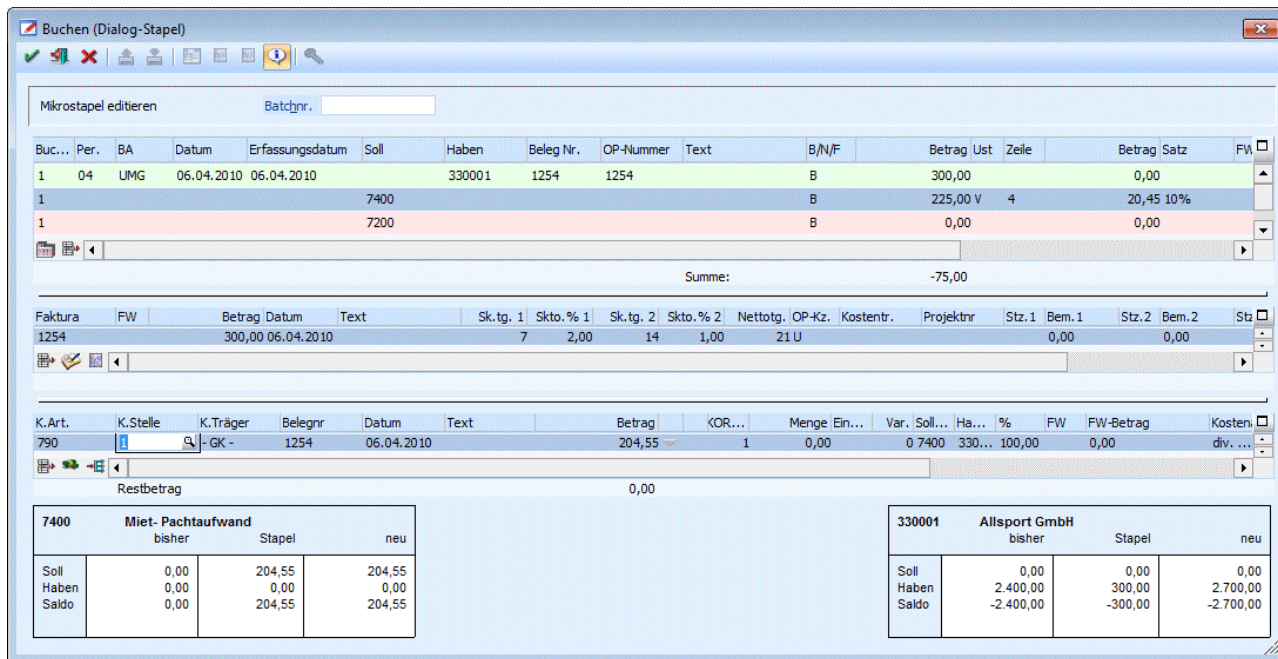 Buchen (Dialog-Stapel)
Mikrostapel editieren Batchnr.
Buc... Per. BA Datum Erfassungsdatum Soll Haben Beleg Nr. OP-Nummer Text B/N/F Betrag Ust Zeile Betrag Satz FW
1 04 UMG 06.04.2010 06.04.2010 330001 1254 1254 B 300,00 0,00
1 7400 B 225,00 V 4 20,45 10%
1 7200 B 0,00 0,00
Summe: -75,00
Faktura FW Betrag Datum Text Sk.tg. 1 Skto.% 1 Sk.tg. 2 Skto.% 2 Nettotg. OP-Kz. Kostentr. Projektnr Stz.1 Bem.1 Stz.2 Bem.2 Stz
1254 300,00 06.04.2010 7 2,00 14 1,00 21 U 0,00 0,00
K.Art. K.Stelle K.Träger Belegnr Datum Text Betrag KOR... Menge Ein... Var. Soll... Ha... % FW FW-Betrag Kosten
790 1 - GK - 1254 06.04.2010 204,55 1 0,00 0 7400 330... 100,00 0,00 div. ...
Restbetrag 0,00
7400 Miet- Pachtaufwand
bisher Stapel neu
Soll 0,00 204,55 204,55
Haben 0,00 0,00 0,00
Saldo 0,00 204,55 204,55
330001 Allsport GmbH
bisher Stapel neu
Soll 0,00 0,00 0,00
Haben 2.400,00 300,00 2.700,00
Saldo -2.400,00 -300,00 -2.700,00